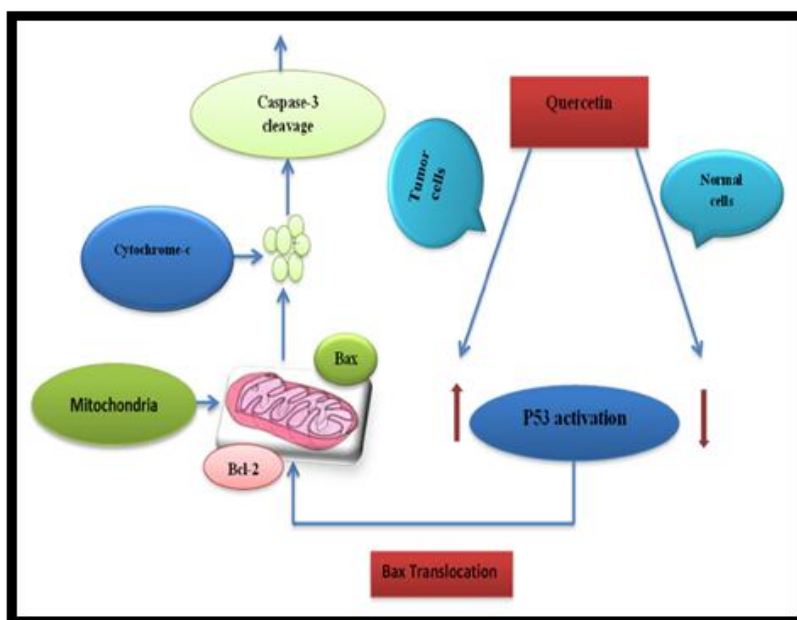 Caspase-3
cleavage
Quercetin
Tumor
cells
Normal
cells
Cytochrome-c
Bax
Mitochondria
P53 activation
Bcl-2
Bax Translocation